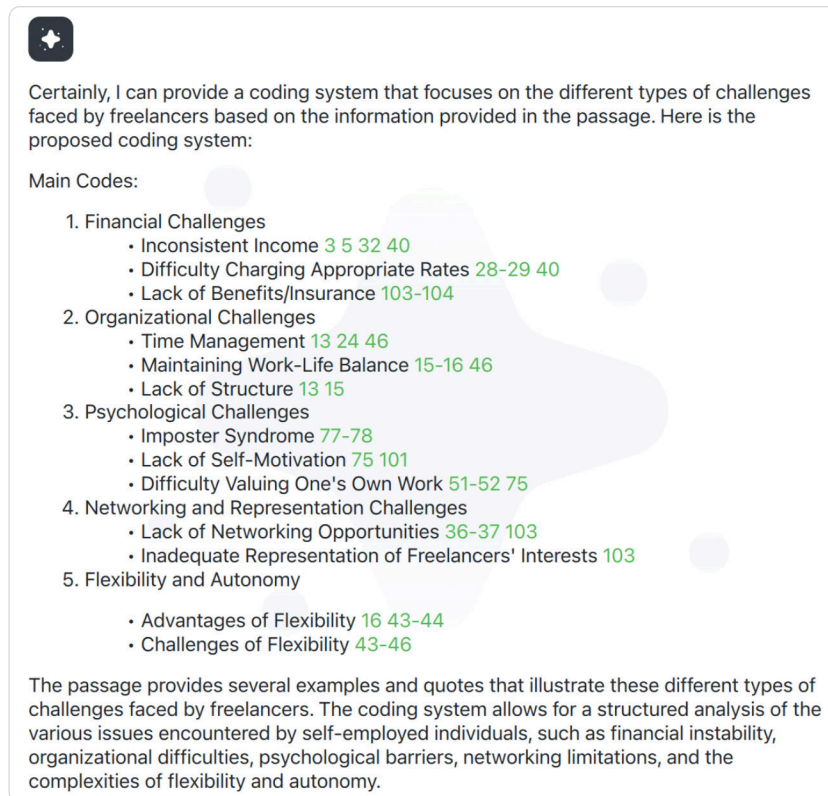 Certainly, I can provide a coding system that focuses on the different types of challenges
faced by freelancers based on the information provided in the passage. Here is the
proposed coding system:
Main Codes:
1. Financial Challenges
• Inconsistent Income 3 5 32 40
• Difficulty Charging Appropriate Rates 28-29 40
• Lack of Benefits/Insurance 103-104
2. Organizational Challenges
• Time Management 13 24 46
• Maintaining Work-Life Balance 15-16 46
• Lack of Structure 13 15
3. Psychological Challenges
• Imposter Syndrome 77-78
• Lack of Self-Motivation 75 101
• Difficulty Valuing One's Own Work 51-52 75
4. Networking and Representation Challenges
• Lack of Networking Opportunities 36-37 103
• Inadequate Representation of Freelancers' Interests 103
5. Flexibility and Autonomy
• Advantages of Flexibility 16 43-44
• Challenges of Flexibility 43-46
The passage provides several examples and quotes that illustrate these different types of
challenges faced by freelancers. The coding system allows for a structured analysis of the
various issues encountered by self-employed individuals, such as financial instability,
organizational difficulties, psychological barriers, networking limitations, and the
complexities of flexibility and autonomy.